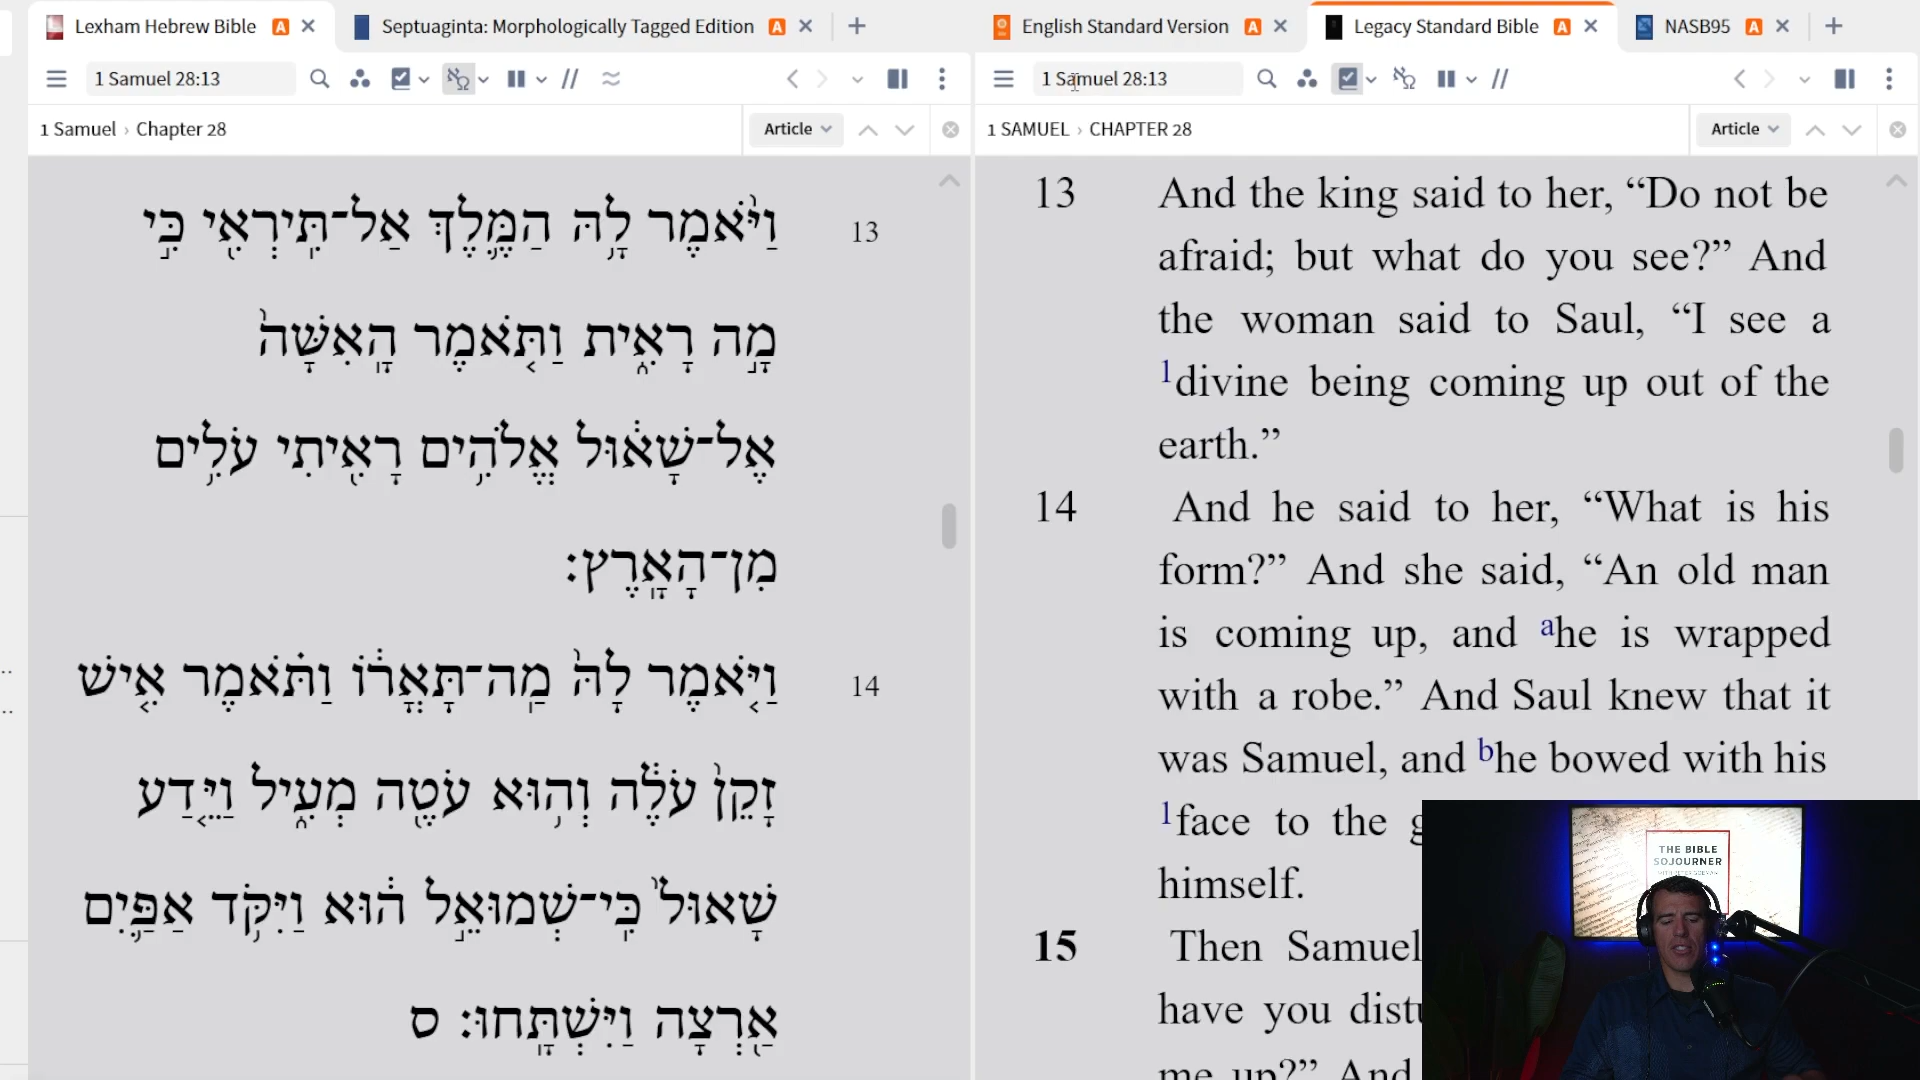 Lexham Hebrew Bible A
Septuaginta: Morphologically Tagged Edition A
English Standard Version A
Legacy Standard Bible A
NASB95 A
1 Samuel 28:13
1 Samuel 28:13
1 Samuel › Chapter 28
Article
1 SAMUEL › CHAPTER 28
Article
13 וַיֹּ֨אמֶר לָ֥הּ הַמֶּ֛לֶךְ אַל־תִּֽירְאִ֖י כִּ֣י
מָ֣ה רָאִ֑ית וַתֹּ֤אמֶר הָֽאִשָּׁה֙
אֶל־שָׁא֔וּל אֱלֹהִ֥ים רָאִ֖יתִי עֹלִ֥ים
מִן־הָאָֽרֶץ׃
14 וַיֹּ֤אמֶר לָהּ֙ מַֽה־תָּאֳר֔וֹ וַתֹּ֗אמֶר אִ֤ישׁ
זָקֵן֙ עֹלֶ֔ה וְה֥וּא עֹטֶ֖ה מְעִ֑יל וַיֵּ֤דַע
שָׁאוּל֙ כִּֽי־שְׁמוּאֵ֣ל ה֔וּא וַיִּקֹּ֥ד אַפַּ֛יִם
אַ֖רְצָה וַיִּשְׁתָּֽחוּ׃ ס
13 And the king said to her, “Do not be
afraid; but what do you see?” And
the woman said to Saul, “I see a
1divine being coming up out of the
earth.”
14 And he said to her, “What is his
form?” And she said, “An old man
is coming up, and ahe is wrapped
with a robe.” And Saul knew that it
was Samuel, and bhe bowed with his
1face to the g
himself.
15 Then Samuel
have you distu
me up?” And
THE BIBLE
SOJOURNER